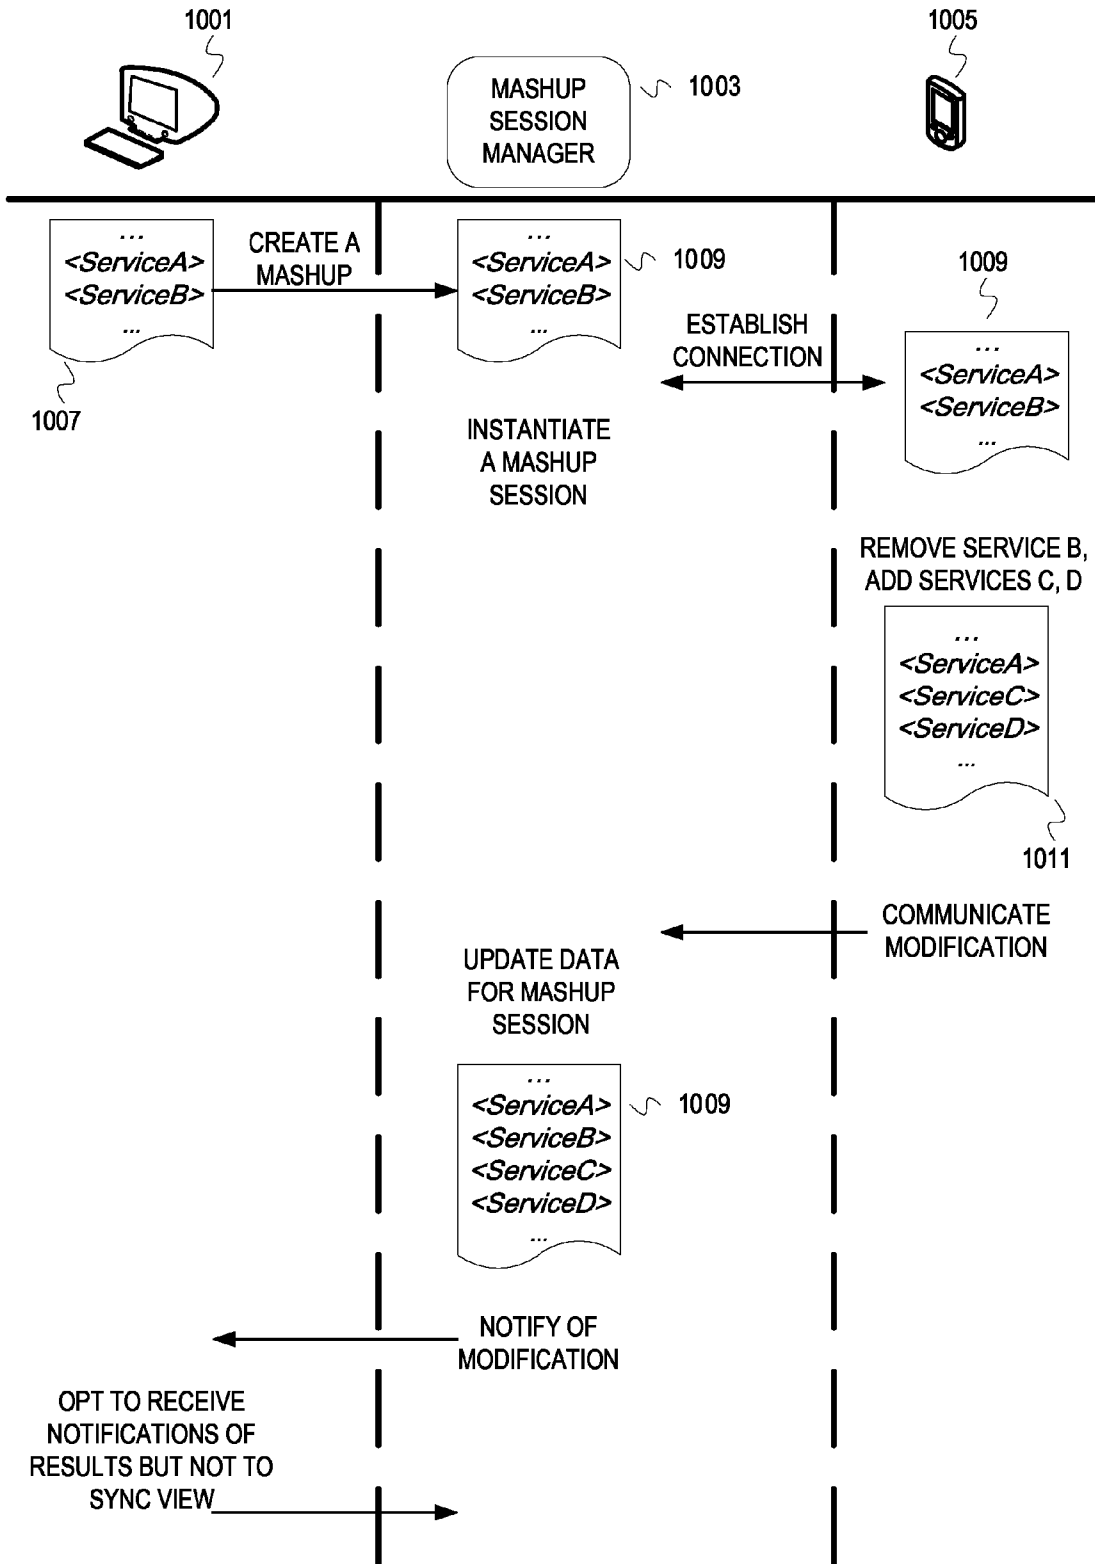 1001
1005
MASHUP
SESSION
MANAGER
1003
...
<ServiceA>
<ServiceB>
...
1007
CREATE A
MASHUP
...
<ServiceA>
<ServiceB>
...
1009
ESTABLISH
CONNECTION
1009
...
<ServiceA>
<ServiceB>
...
INSTANTIATE
A MASHUP
SESSION
REMOVE SERVICE B,
ADD SERVICES C, D
...
<ServiceA>
<ServiceC>
<ServiceD>
...
1011
COMMUNICATE
MODIFICATION
UPDATE DATA
FOR MASHUP
SESSION
...
<ServiceA>
<ServiceB>
<ServiceC>
<ServiceD>
...
1009
NOTIFY OF
MODIFICATION
OPT TO RECEIVE
NOTIFICATIONS OF
RESULTS BUT NOT TO
SYNC VIEW